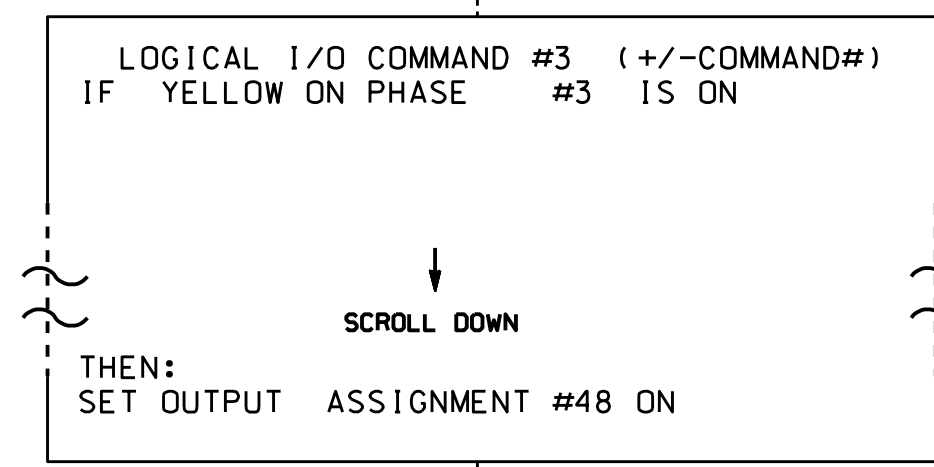 LOGICAL I/O COMMAND #3 (+/-COMMAND#)
IF YELLOW ON PHASE #3 IS ON
SCROLL DOWN
THEN:
SET OUTPUT ASSIGNMENT #48 ON